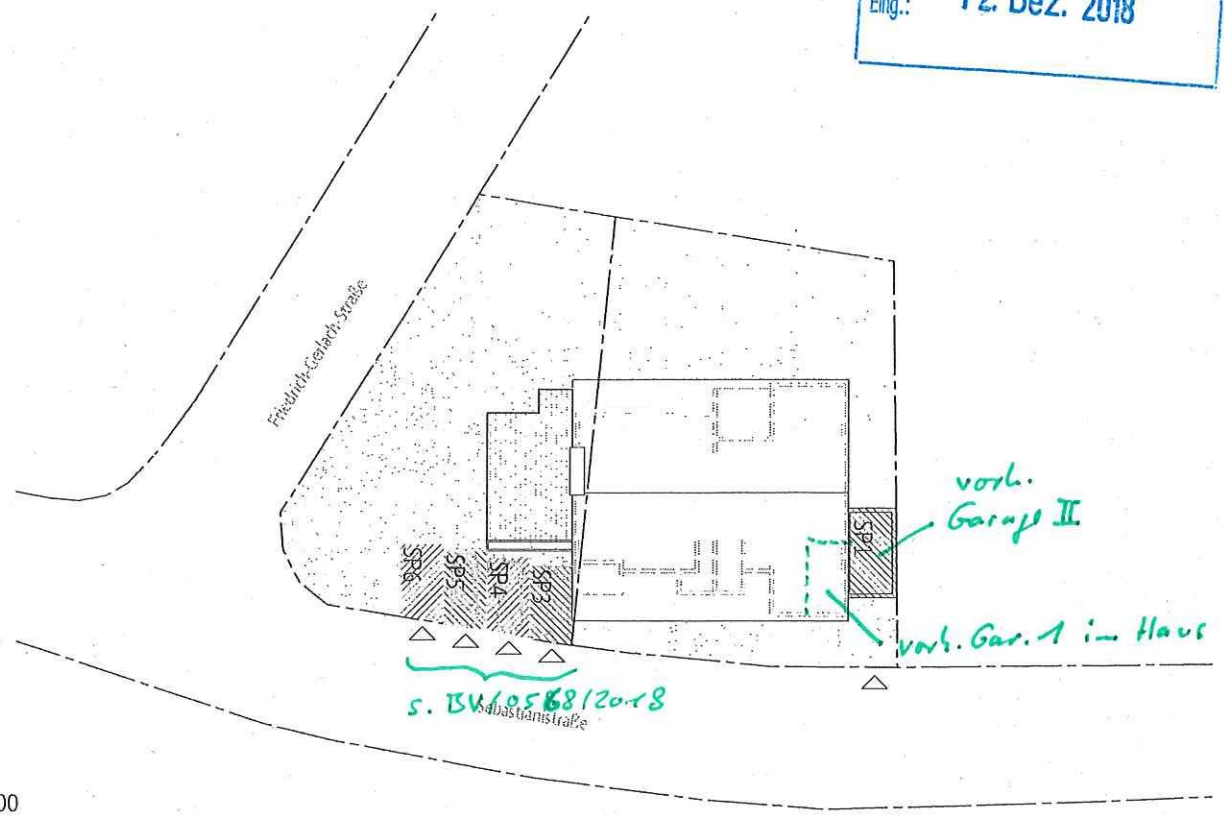 Eing.: 12. Dez. 2018
Friedrich-Gerlach-Straße
vorh.
Garage II
SP1
SP6
SP5
SP4
SP3
vorh. Gar. 1 im Haus
s. BV/0568/2018
Sebastianistraße
00